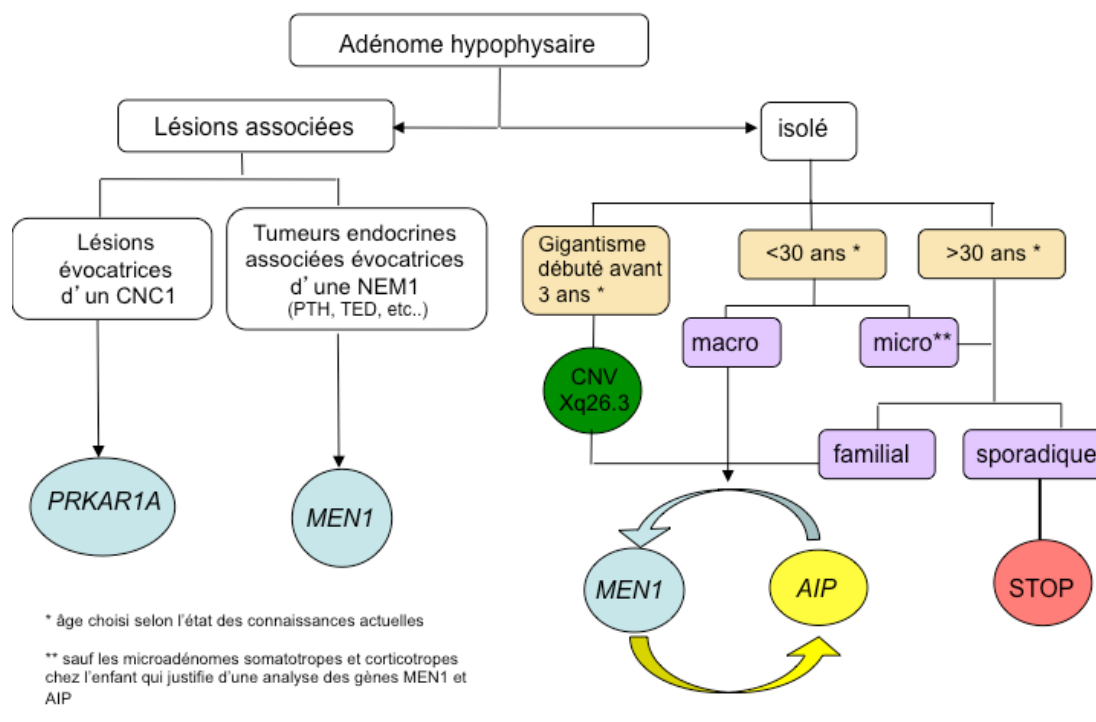 Adénome hypophysaire
Lésions associées
isolé
Lésions
évocatrices
d'un CNC1
Tumeurs endocrines
associées évocatrices
d'une NEM1
(PTH, TED, etc..)
Gigantisme
débuté avant
3 ans *
<30 ans *
>30 ans *
macro
micro**
CNV
Xq26.3
familial
sporadique
PRKAR1A
MEN1
MEN1
AIP
STOP
* âge choisi selon l'état des connaissances actuelles
** sauf les microadénomes somatotropes et corticotropes
chez l'enfant qui justifie d'une analyse des gènes MEN1 et
AIP